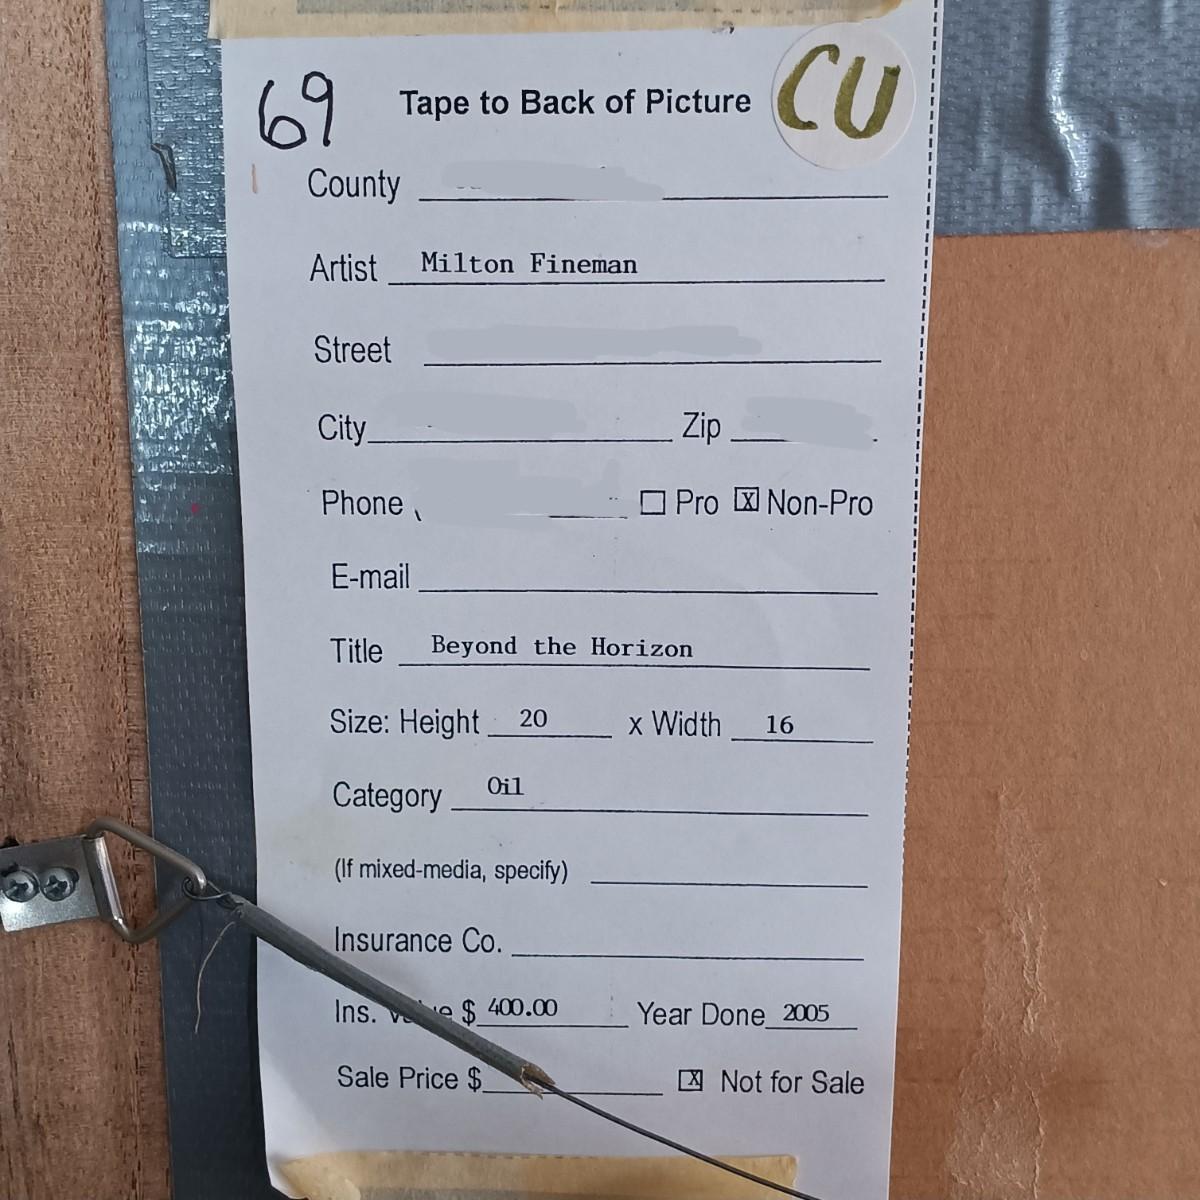 69 Tape to Back of Picture CU
County
Artist Milton Fineman
Street
City Zip
Phone Pro X Non-Pro
E-mail
Title Beyond the Horizon
Size: Height 20 x Width 16
Category Oil
(If mixed-media, specify)
Insurance Co.
Ins. $ 400.00 Year Done 2005
Sale Price $ X Not for Sale